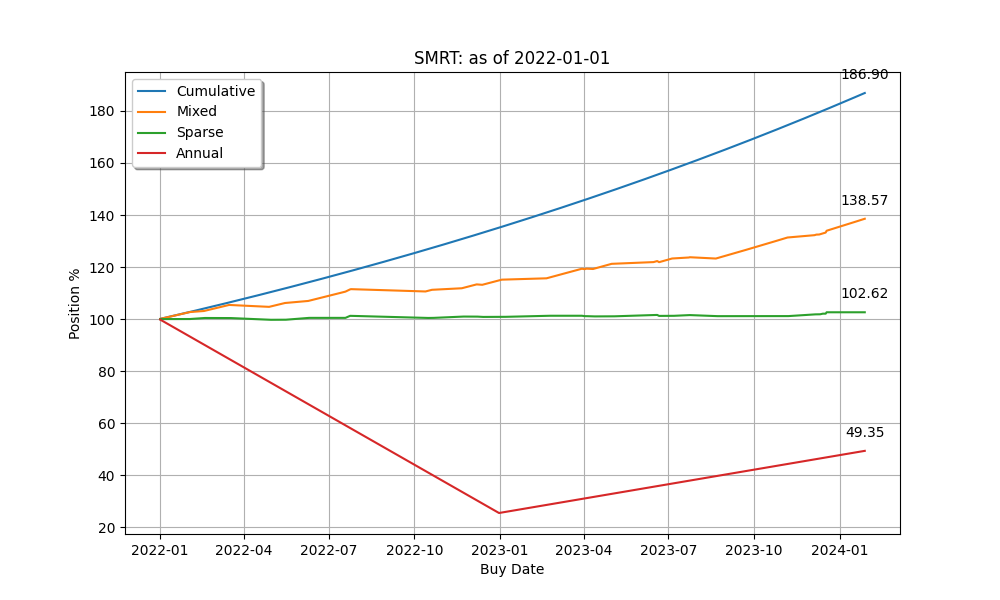 SMRT: as of 2022-01-01
186.90
Cumulative
Mixed
Sparse
Annual
138.57
102.62
49.35
180
160
140
120
100
80
60
40
20
Position %
2022-01 2022-04 2022-07 2022-10 2023-01 2023-04 2023-07 2023-10 2024-01
Buy Date